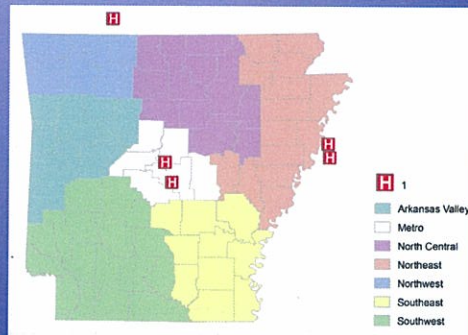 H
H
H
H
H
H 1
Arkansas Valley
Metro
North Central
Northeast
Northwest
Southeast
Southwest